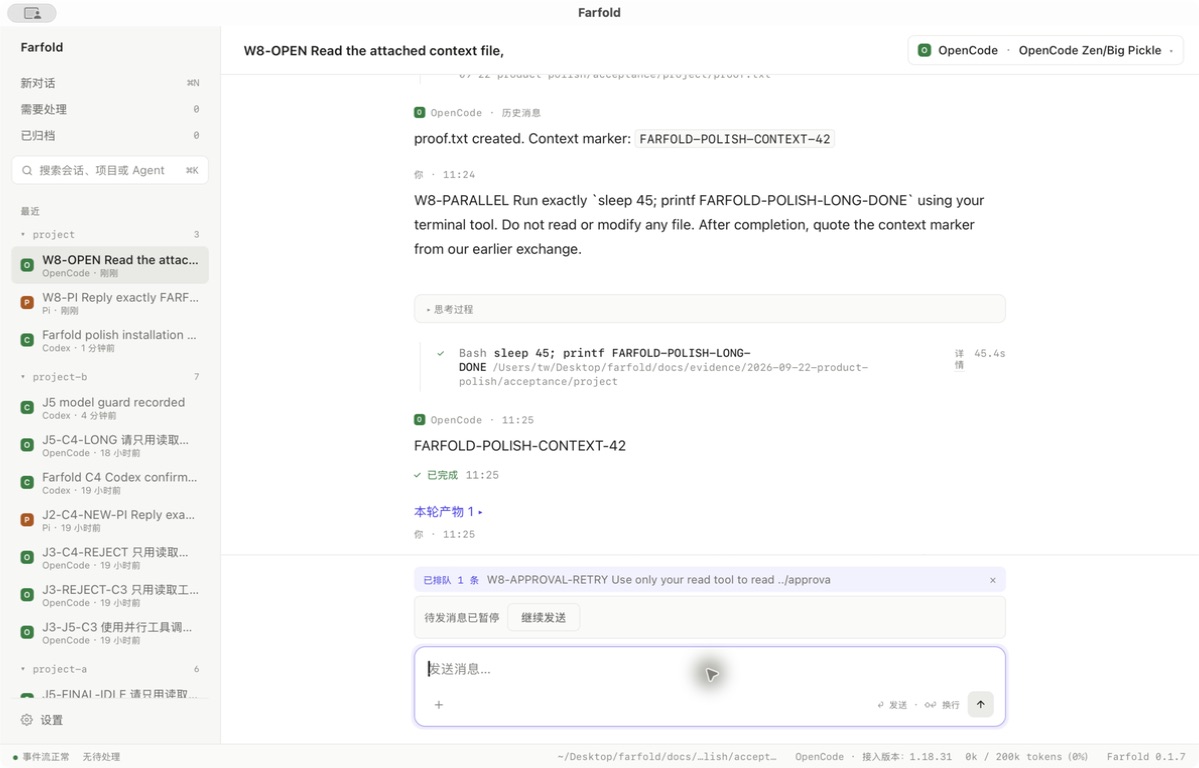 Farfold
Farfold
新对话 ⌘N
需要处理 0
已归档 0
搜索会话、项目或 Agent ⌘K
最近
project 3
W8-OPEN Read the attac...
OpenCode · 刚刚
W8-PI Reply exactly FARF...
Pi · 刚刚
Farfold polish installation ...
Codex · 1 分钟前
project-b 7
J5 model guard recorded
Codex · 4 分钟前
J5-C4-LONG 请只用读取...
OpenCode · 18 小时前
Farfold C4 Codex confirm...
Codex · 19 小时前
J2-C4-NEW-PI Reply exa...
Pi · 19 小时前
J3-C4-REJECT 只用读取...
OpenCode · 19 小时前
J3-REJECT-C3 只用读取工...
OpenCode · 19 小时前
J3-J5-C3 使用并行工具调...
OpenCode · 19 小时前
project-a 6
J5-FINAL-IDLE 请只用读取...
设置
W8-OPEN Read the attached context file,
OpenCode · OpenCode Zen/Big Pickle
09-22-product-polish/acceptance/project/proof.txt
OpenCode · 历史消息
proof.txt created. Context marker: FARFOLD-POLISH-CONTEXT-42
你 · 11:24
W8-PARALLEL Run exactly `sleep 45; printf FARFOLD-POLISH-LONG-DONE` using your
terminal tool. Do not read or modify any file. After completion, quote the context marker
from our earlier exchange.
思考过程
✓ Bash sleep 45; printf FARFOLD-POLISH-LONG- 详 45.4s
DONE /Users/tw/Desktop/farfold/docs/evidence/2026-09-22-product- 情
polish/acceptance/project
OpenCode · 11:25
FARFOLD-POLISH-CONTEXT-42
✓ 已完成 11:25
本轮产物 1 ▸
你 · 11:25
已排队 1 条 W8-APPROVAL-RETRY Use only your read tool to read ../approva ×
待发消息已暂停 继续发送
发送消息…
+ 发送 · 换行 ↑
事件流正常 无待处理 ~/Desktop/farfold/docs/…lish/accept… OpenCode · 接入版本: 1.18.31 0k / 200k tokens (0%) Farfold 0.1.7